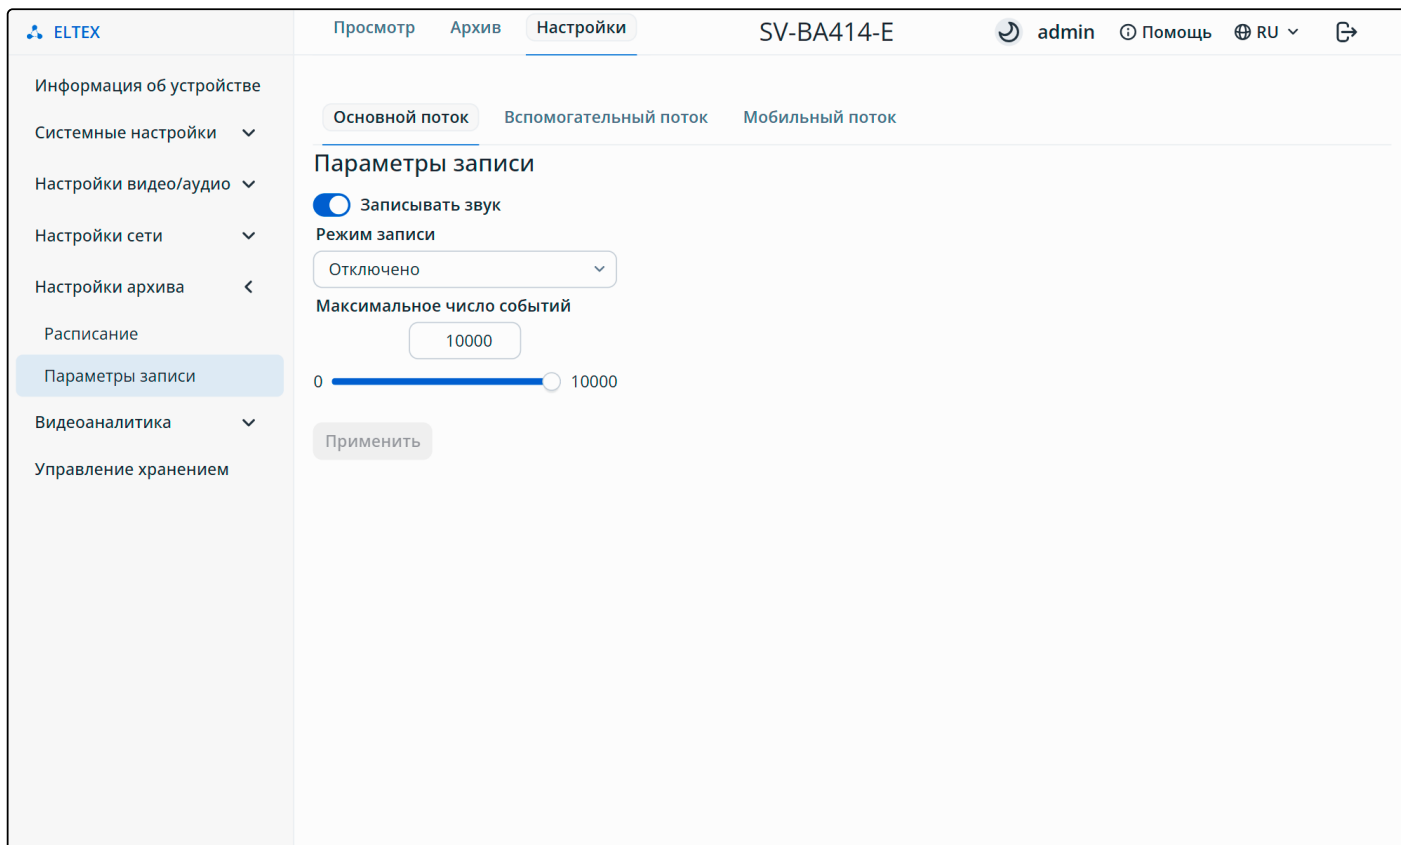 ELTEX
Просмотр Архив Настройки SV-BA414-E admin Помощь RU
Информация об устройстве
Системные настройки
Настройки видео/аудио
Настройки сети
Настройки архива
Расписание
Параметры записи
Видеоаналитика
Управление хранением
Основной поток Вспомогательный поток Мобильный поток
Параметры записи
Записывать звук
Режим записи
Отключено
Максимальное число событий
10000
0 10000
Применить